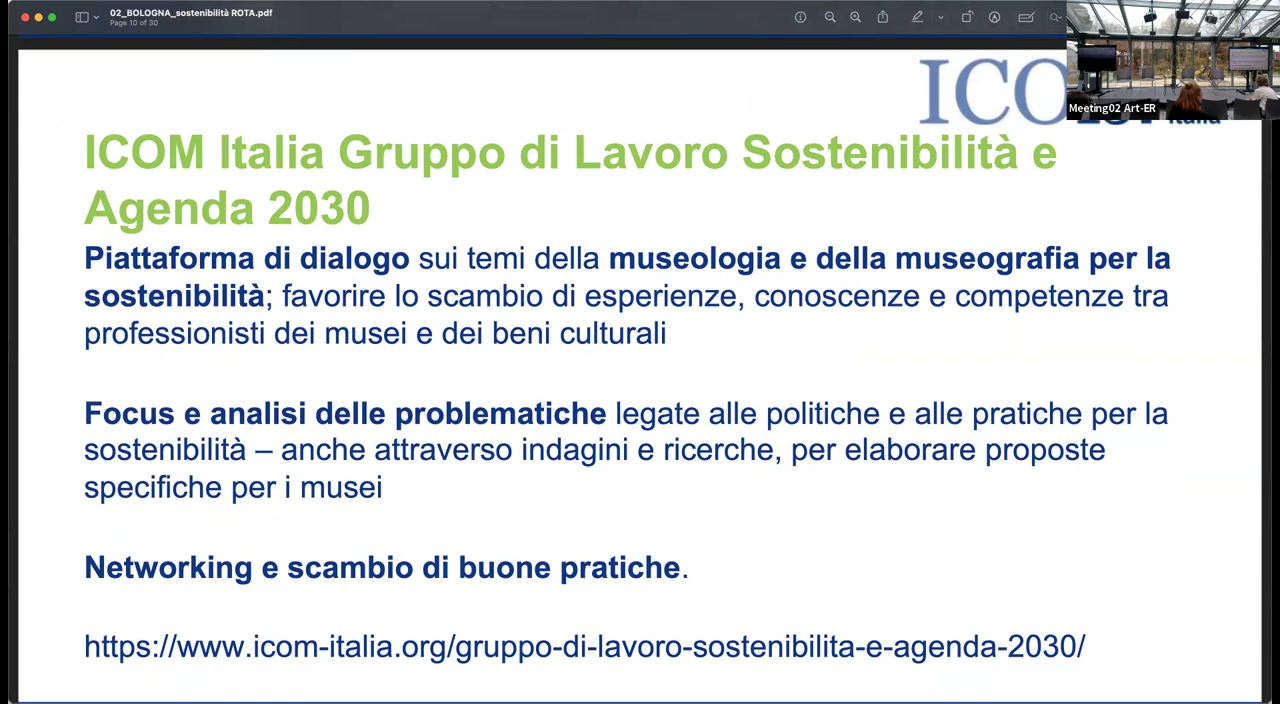 02_BOLOGNA_sostenibilità ROTA.pdf
Page 10 of 30
Meeting02 Art-ER
Italia
ICOM Italia Gruppo di Lavoro Sostenibilità e
Agenda 2030
Piattaforma di dialogo sui temi della museologia e della museografia per la
sostenibilità; favorire lo scambio di esperienze, conoscenze e competenze tra
professionisti dei musei e dei beni culturali
Focus e analisi delle problematiche legate alle politiche e alle pratiche per la
sostenibilità – anche attraverso indagini e ricerche, per elaborare proposte
specifiche per i musei
Networking e scambio di buone pratiche.
https://www.icom-italia.org/gruppo-di-lavoro-sostenibilita-e-agenda-2030/